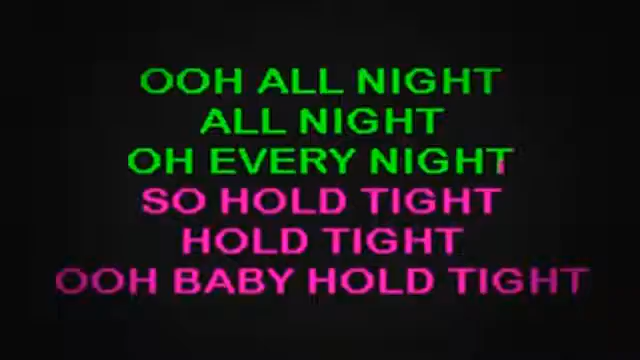 OOH ALL NIGHT
ALL NIGHT
OH EVERY NIGHT
SO HOLD TIGHT
HOLD TIGHT
OOH BABY HOLD TIGHT